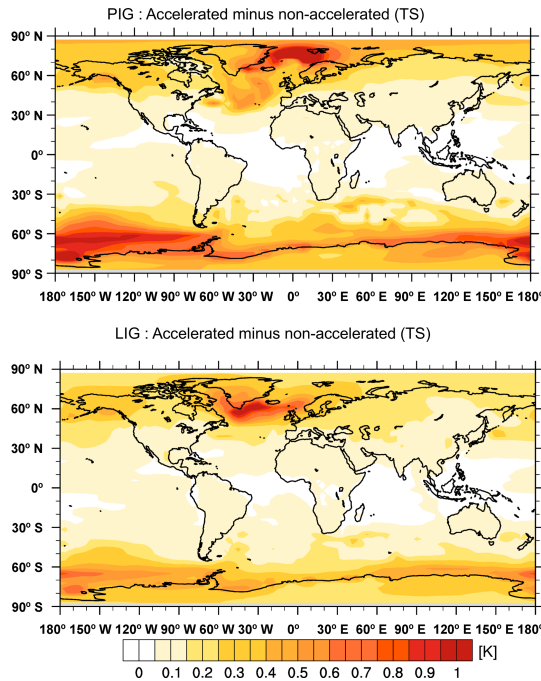 PIG : Accelerated minus non-accelerated (TS)
90° N
60° N
30° N
0°
30° S
60° S
90° S
180° 150° W 120° W 90° W 60° W 30° W 0° 30° E 60° E 90° E 120° E 150° E 180°
LIG : Accelerated minus non-accelerated (TS)
90° N
60° N
30° N
0°
30° S
60° S
90° S
180° 150° W 120° W 90° W 60° W 30° W 0° 30° E 60° E 90° E 120° E 150° E 180°
[K]
0 0.1 0.2 0.3 0.4 0.5 0.6 0.7 0.8 0.9 1